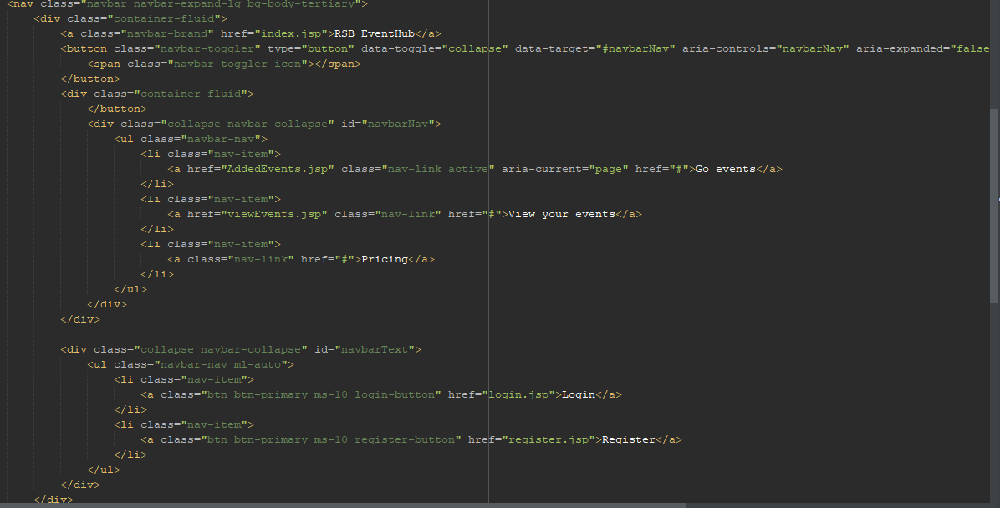 <nav class="navbar navbar-expand-lg bg-body-tertiary">
<div class="container-fluid">
<a class="navbar-brand" href="index.jsp">RSB EventHub</a>
<button class="navbar-toggler" type="button" data-toggle="collapse" data-target="#navbarNav" aria-controls="navbarNav" aria-expanded="false
<span class="navbar-toggler-icon"></span>
</button>
<div class="container-fluid">
</button>
<div class="collapse navbar-collapse" id="navbarNav">
<ul class="navbar-nav">
<li class="nav-item">
<a href="AddedEvents.jsp" class="nav-link active" aria-current="page" href="#">Go events</a>
</li>
<li class="nav-item">
<a href="viewEvents.jsp" class="nav-link" href="#">View your events</a>
</li>
<li class="nav-item">
<a class="nav-link" href="#">Pricing</a>
</li>
</ul>
</div>
</div>
<div class="collapse navbar-collapse" id="navbarText">
<ul class="navbar-nav ml-auto">
<li class="nav-item">
<a class="btn btn-primary ms-10 login-button" href="login.jsp">Login</a>
</li>
<li class="nav-item">
<a class="btn btn-primary ms-10 register-button" href="register.jsp">Register</a>
</li>
</ul>
</div>
</div>